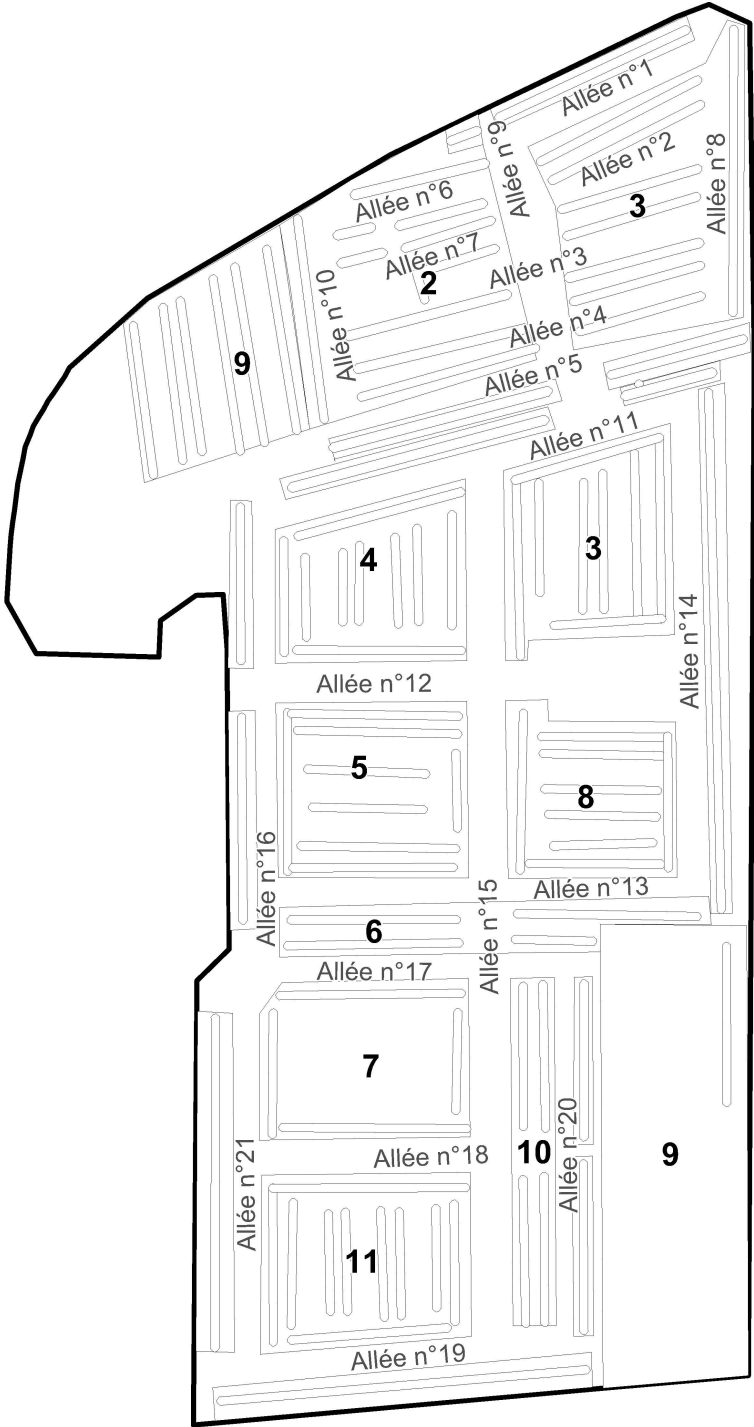 Allée n°1
Allée n°9
Allée n°2
Allée n°8
Allée n°6
3
Allée n°7
Allée n°3
2
Allée n°10
Allée n°4
9
Allée n°5
Allée n°11
4
3
Allée n°14
Allée n°12
5
8
Allée n°16
Allée n°13
Allée n°15
6
Allée n°17
7
Allée n°20
10
9
Allée n°18
Allée n°21
11
Allée n°19